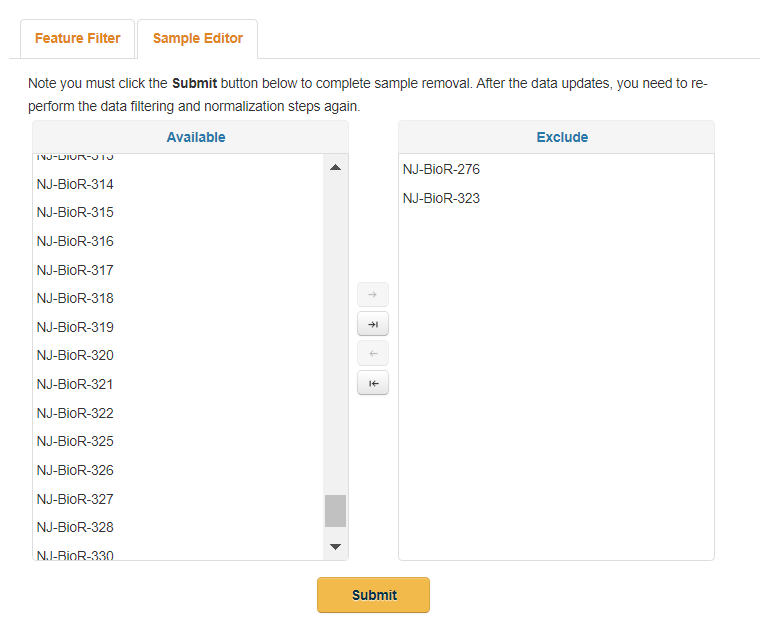 Feature Filter
Sample Editor
Note you must click the Submit button below to complete sample removal. After the data updates, you need to re-
perform the data filtering and normalization steps again.
Available
NJ-BioR-313
NJ-BioR-314
NJ-BioR-315
NJ-BioR-316
NJ-BioR-317
NJ-BioR-318
NJ-BioR-319
NJ-BioR-320
NJ-BioR-321
NJ-BioR-322
NJ-BioR-325
NJ-BioR-326
NJ-BioR-327
NJ-BioR-328
NJ-BioR-330
Exclude
NJ-BioR-276
NJ-BioR-323
Submit